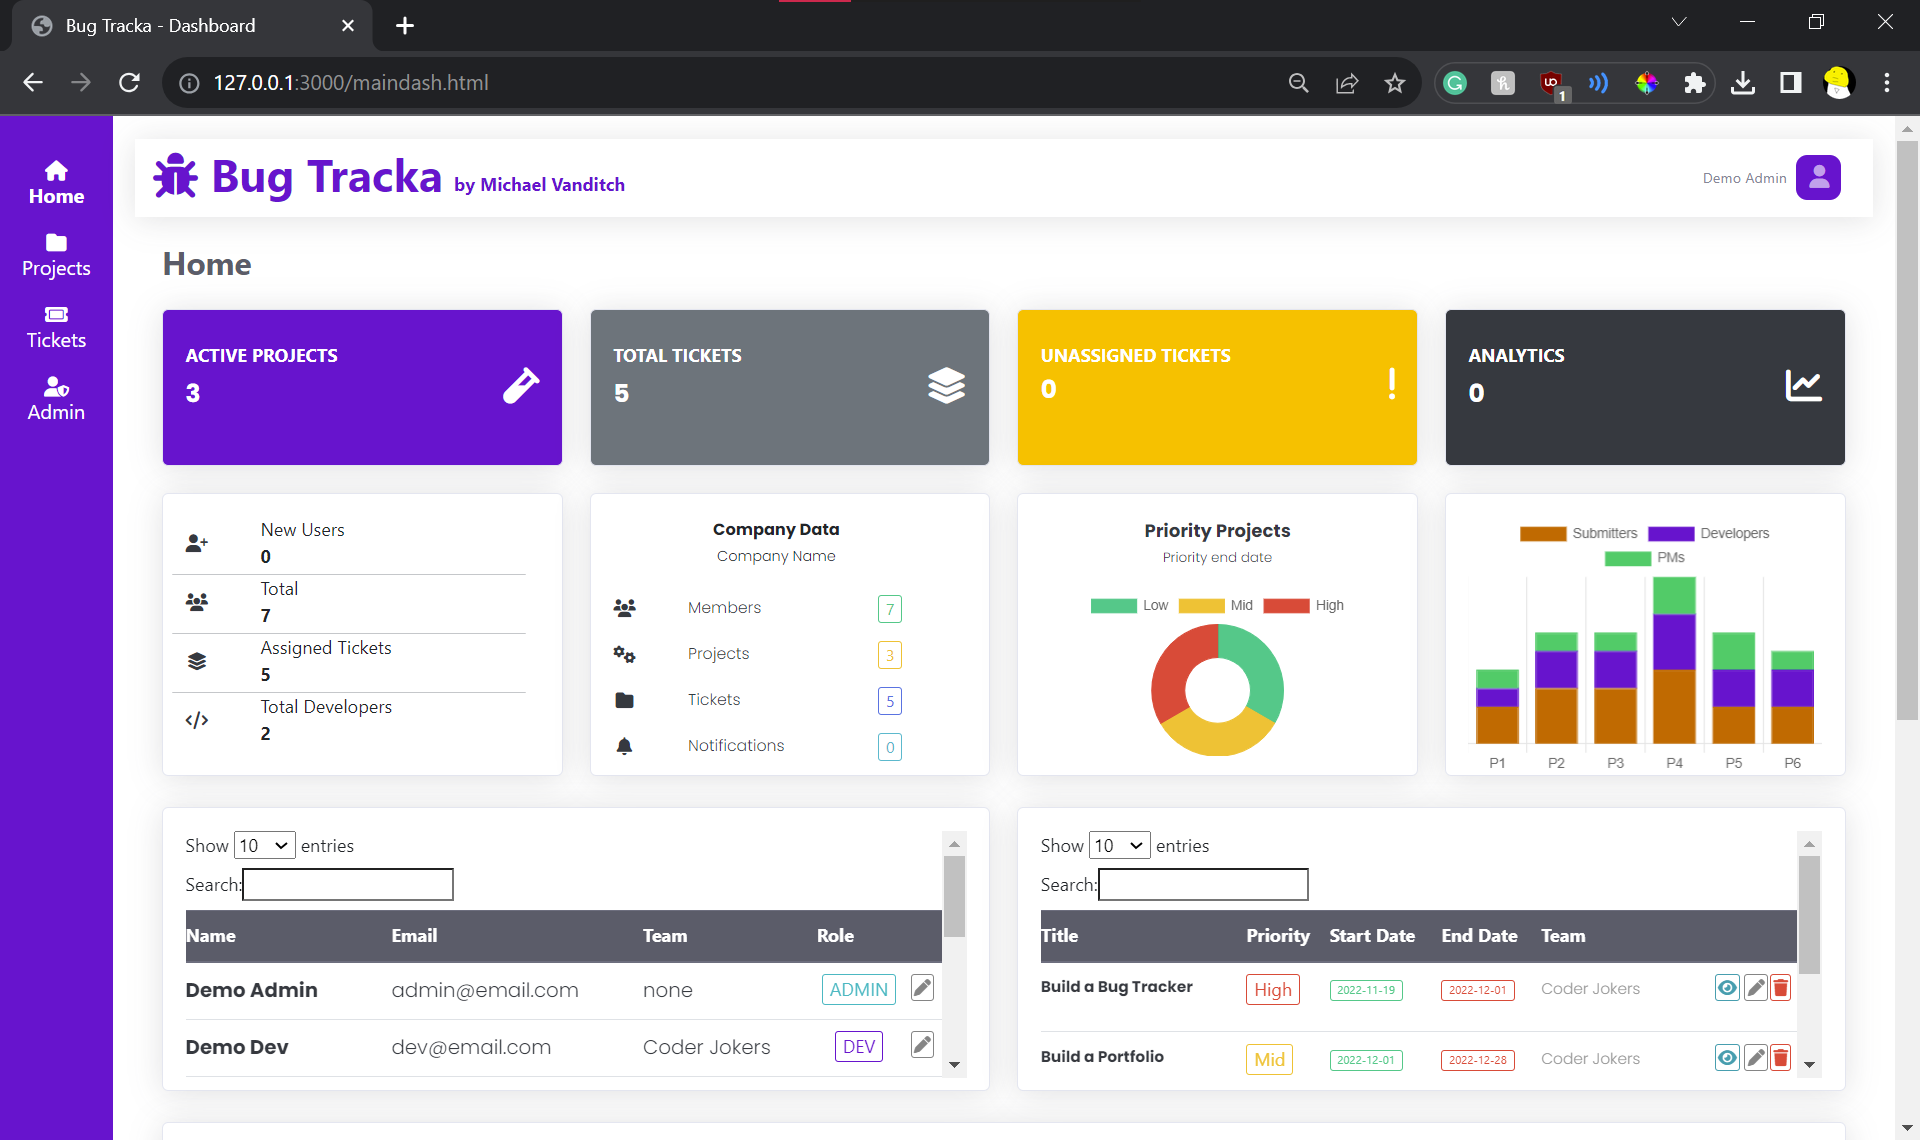 Bug Tracka - Dashboard
127.0.0.1:3000/maindash.html
1
Home
Projects
Tickets
Admin
Bug Tracka by Michael Vanditch
Demo Admin
Home
ACTIVE PROJECTS
3
TOTAL TICKETS
5
UNASSIGNED TICKETS
0
ANALYTICS
0
New Users
0
Total
7
Assigned Tickets
5
Total Developers
2
Company Data
Company Name
Members 7
Projects 3
Tickets 5
Notifications 0
Priority Projects
Priority end date
Low Mid High
Submitters Developers
PMs
P1 P2 P3 P4 P5 P6
Show 10 entries
Search:
Name Email Team Role
Demo Admin admin@email.com none ADMIN
Demo Dev dev@email.com Coder Jokers DEV
Show 10 entries
Search:
Title Priority Start Date End Date Team
Build a Bug Tracker High 2022-11-19 2022-12-01 Coder Jokers
Build a Portfolio Mid 2022-12-01 2022-12-28 Coder Jokers